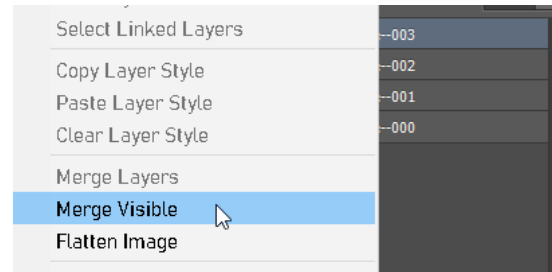 Select Linked Layers
--003
Copy Layer Style
--002
Paste Layer Style
--001
Clear Layer Style
--000
Merge Layers
Merge Visible
Flatten Image